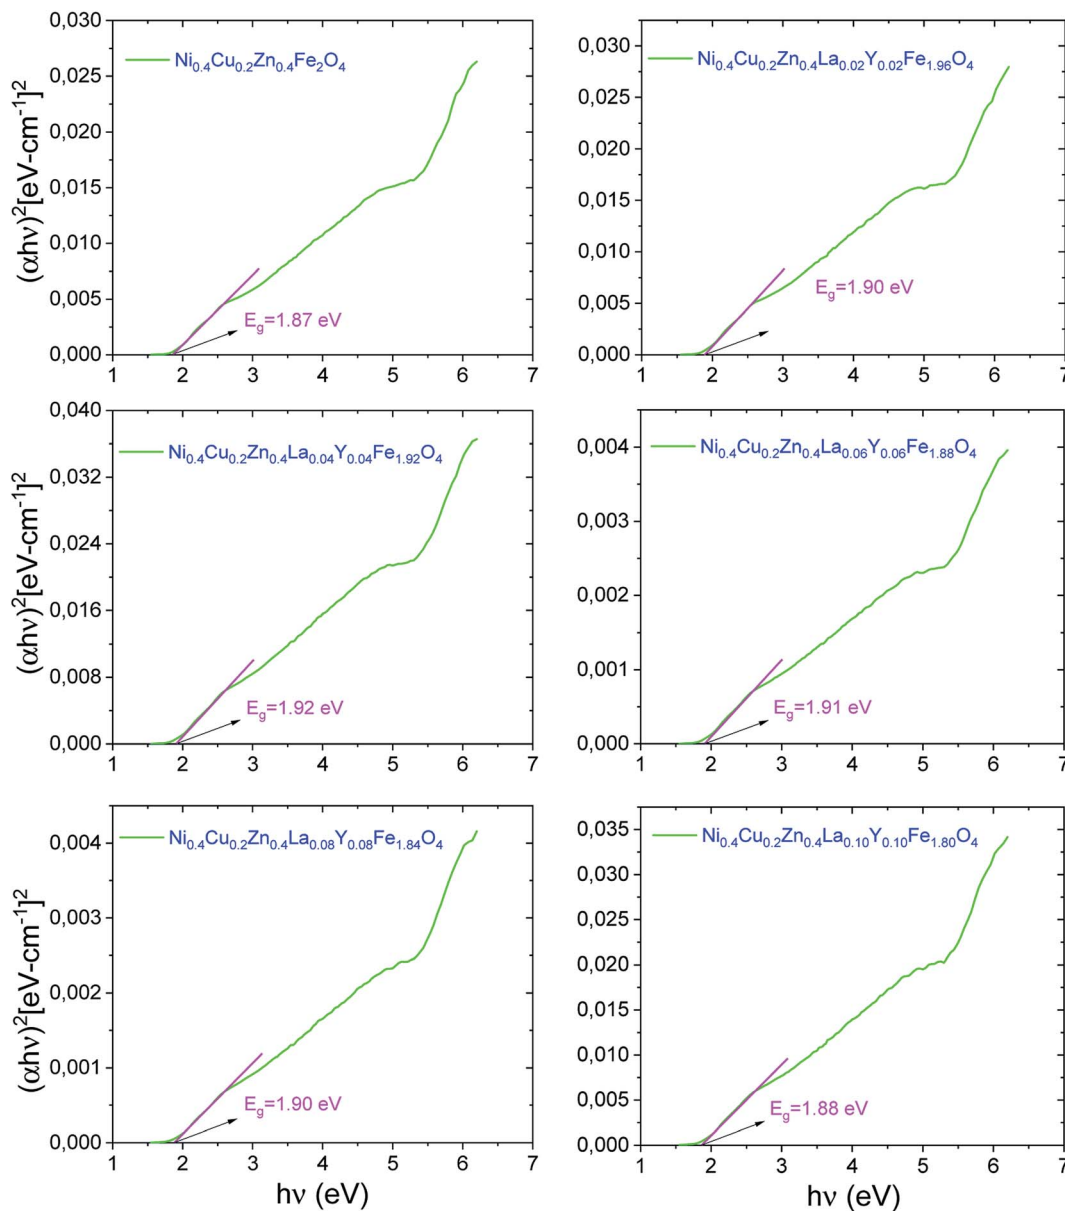 (αhν)²[eV-cm⁻¹]²
0,030
0,025
0,020
0,015
0,010
0,005
0,000
Ni₀.₄Cu₀.₂Zn₀.₄Fe₂O₄
E_g=1.87 eV
1 2 3 4 5 6 7
0,030
0,025
0,020
0,015
0,010
0,005
0,000
Ni₀.₄Cu₀.₂Zn₀.₄La₀.₀₂Y₀.₀₂Fe₁.₉₆O₄
E_g=1.90 eV
1 2 3 4 5 6 7
(αhν)²[eV-cm⁻¹]²
0,040
0,032
0,024
0,016
0,008
0,000
Ni₀.₄Cu₀.₂Zn₀.₄La₀.₀₄Y₀.₀₄Fe₁.₉₂O₄
E_g=1.92 eV
1 2 3 4 5 6 7
0,004
0,003
0,002
0,001
0,000
Ni₀.₄Cu₀.₂Zn₀.₄La₀.₀₆Y₀.₀₆Fe₁.₈₈O₄
E_g=1.91 eV
1 2 3 4 5 6 7
(αhν)²[eV-cm⁻¹]²
0,004
0,003
0,002
0,001
0,000
Ni₀.₄Cu₀.₂Zn₀.₄La₀.₀₈Y₀.₀₈Fe₁.₈₄O₄
E_g=1.90 eV
1 2 3 4 5 6 7
hν (eV)
0,035
0,030
0,025
0,020
0,015
0,010
0,005
0,000
Ni₀.₄Cu₀.₂Zn₀.₄La₀.₁₀Y₀.₁₀Fe₁.₈₀O₄
E_g=1.88 eV
1 2 3 4 5 6 7
hν (eV)